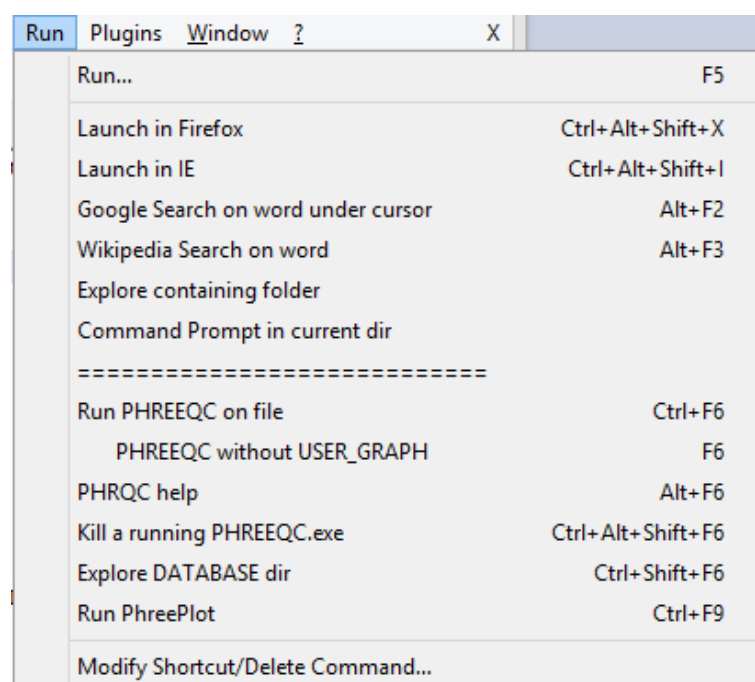 Run Plugins Window ? X
Run... F5
Launch in Firefox Ctrl+Alt+Shift+X
Launch in IE Ctrl+Alt+Shift+I
Google Search on word under cursor Alt+F2
Wikipedia Search on word Alt+F3
Explore containing folder
Command Prompt in current dir
============================
Run PHREEQC on file Ctrl+F6
PHREEQC without USER_GRAPH F6
PHRQC help Alt+F6
Kill a running PHREEQC.exe Ctrl+Alt+Shift+F6
Explore DATABASE dir Ctrl+Shift+F6
Run PhreePlot Ctrl+F9
Modify Shortcut/Delete Command...